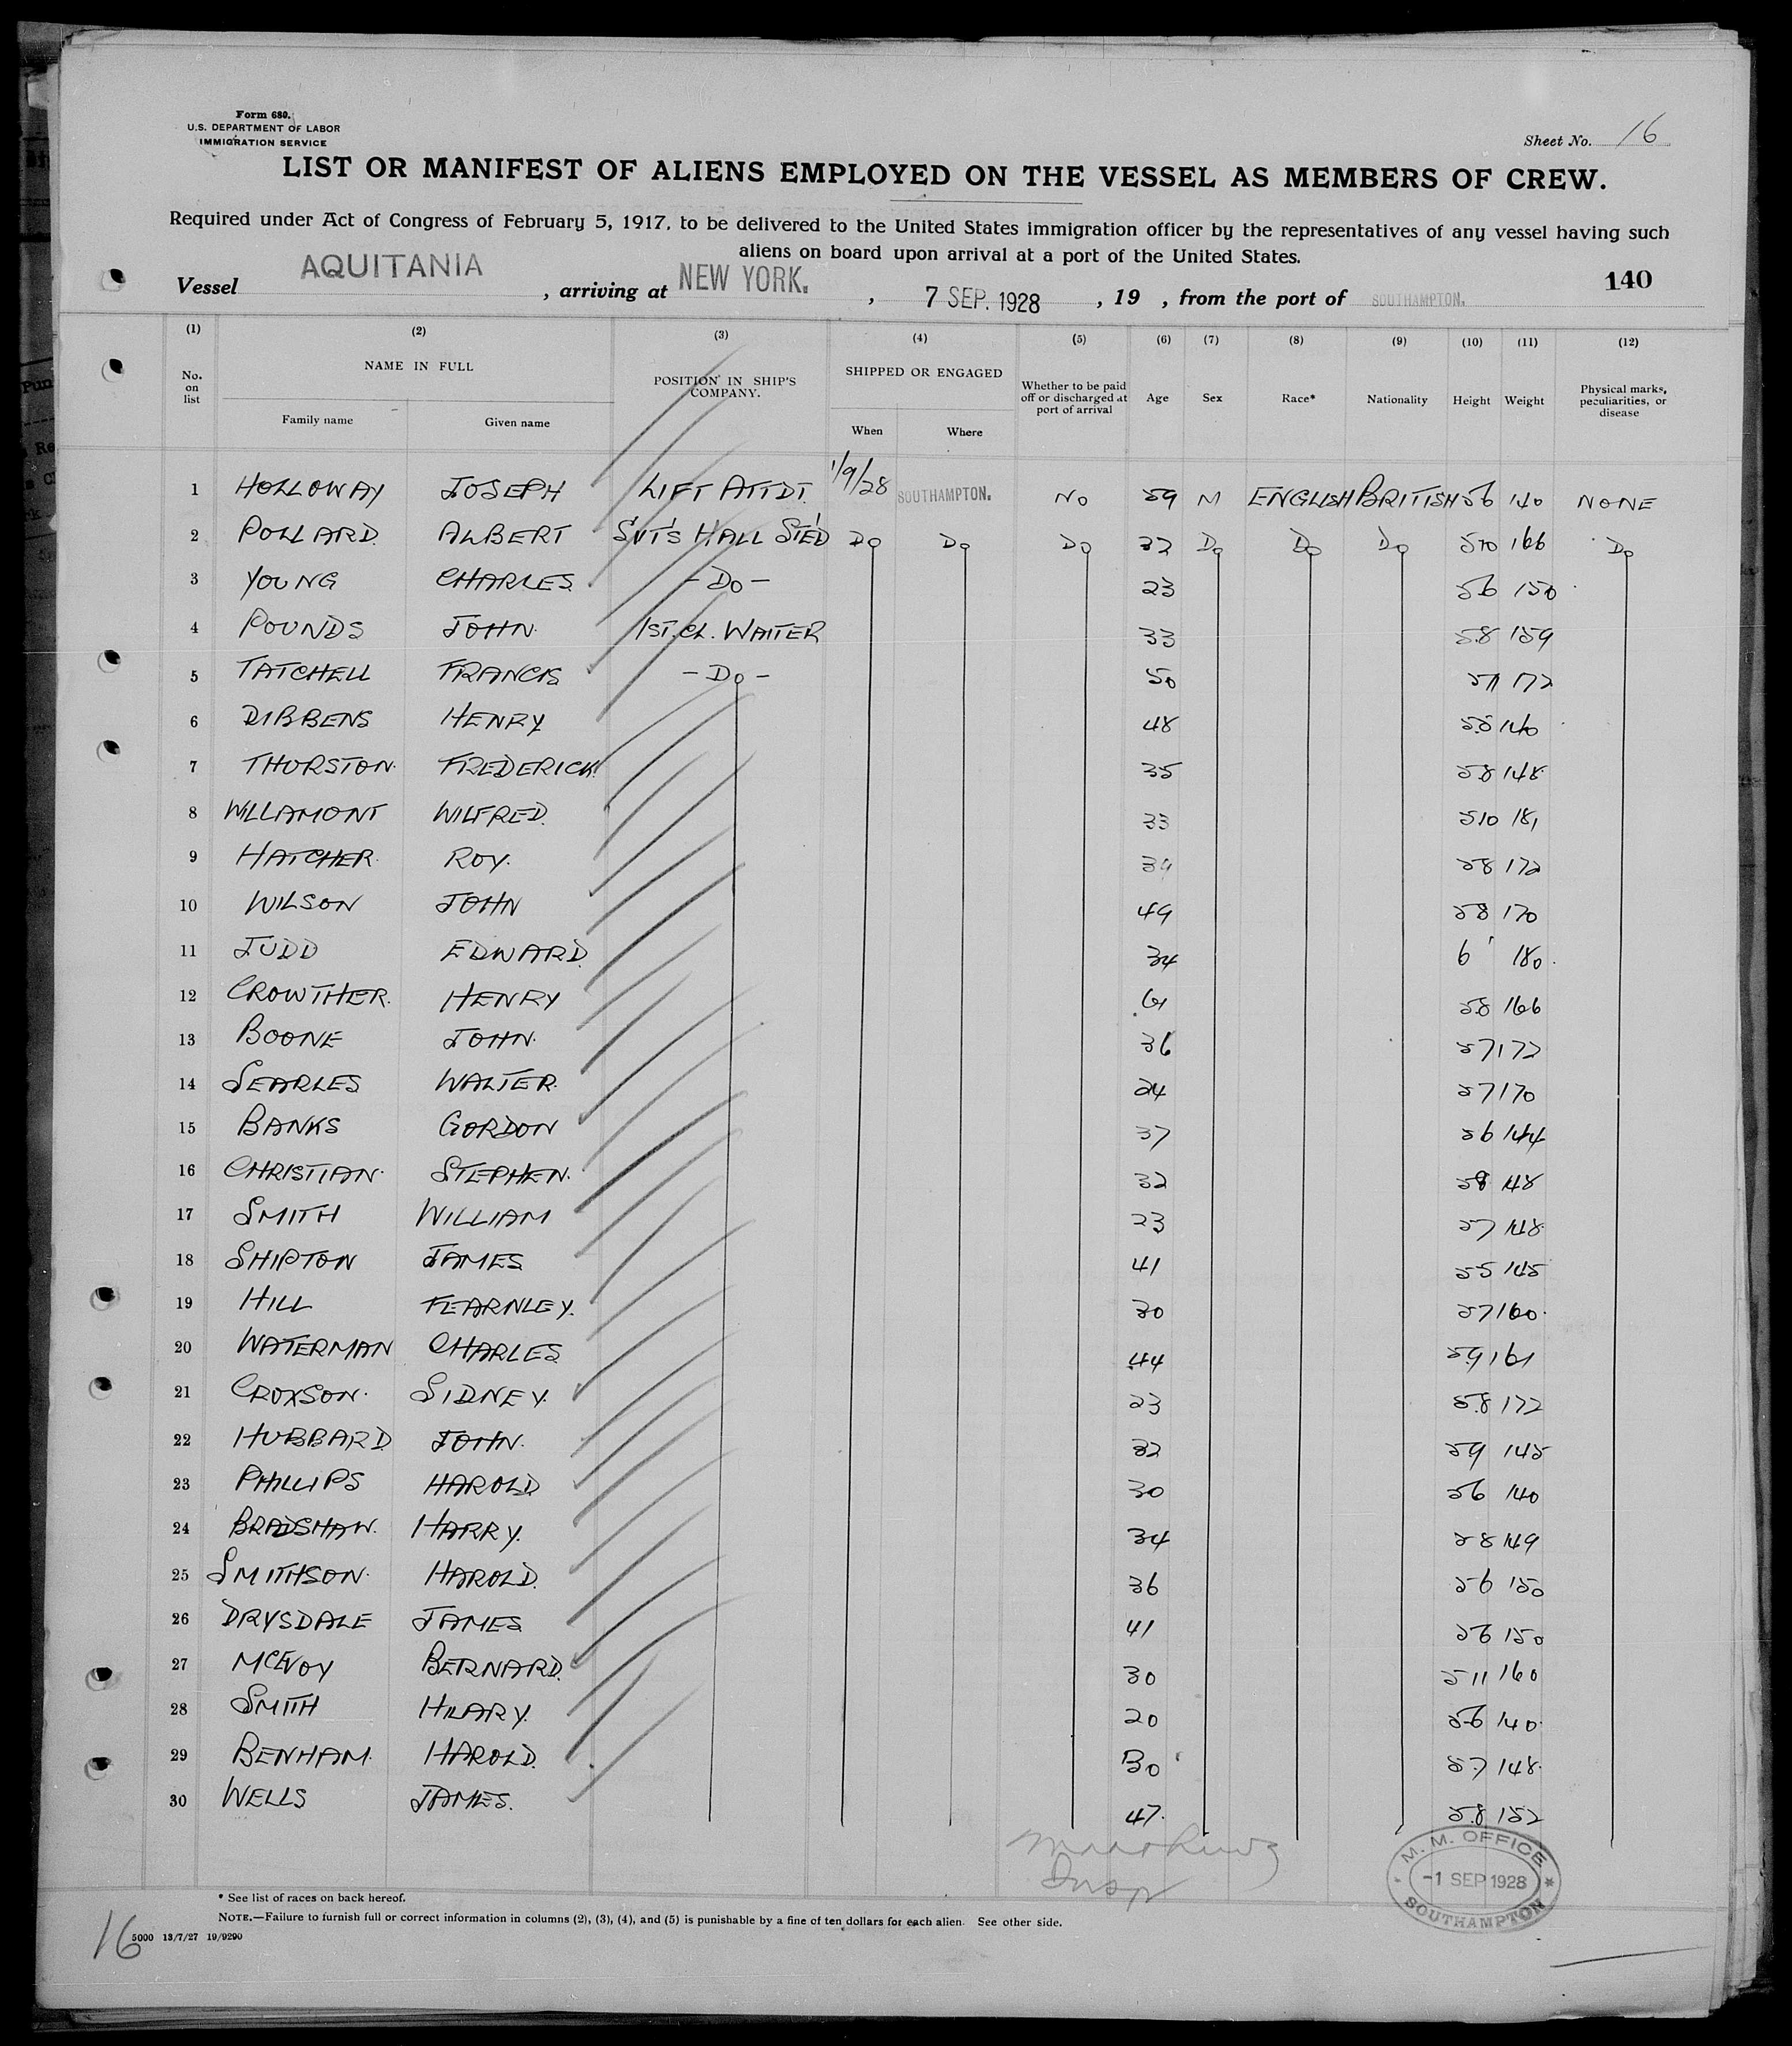 Form 680.
U.S. DEPARTMENT OF LABOR
IMMIGRATION SERVICE
Sheet No. 16
LIST OR MANIFEST OF ALIENS EMPLOYED ON THE VESSEL AS MEMBERS OF CREW.
Required under Act of Congress of February 5, 1917, to be delivered to the United States immigration officer by the representatives of any vessel having such
aliens on board upon arrival at a port of the United States.
140
Vessel AQUITANIA, arriving at NEW YORK., 7 SEP. 1928, 19 , from the port of SOUTHAMPTON.
(1) (2) (3) (4) (5) (6) (7) (8) (9) (10) (11) (12)
No. on list NAME IN FULL Family name Given name POSITION IN SHIP'S COMPANY. SHIPPED OR ENGAGED When Where Whether to be paid off or discharged at port of arrival Age Sex Race* Nationality Height Weight Physical marks, peculiarities, or disease
1 HOLLOWAY JOSEPH LIFT ATTDT. 1/9/28 SOUTHAMPTON. NO 59 M ENGLISH BRITISH 56 140 NONE
2 POLLARD. ALBERT SVT'S HALL STE'D DO DO DO 32 DO DO DO 510 166 DO
3 YOUNG CHARLES. - DO - 23 56 150
4 POUNDS JOHN. 1ST. CL. WAITER 33 58 159
5 TATCHELL FRANCIS - DO - 50 511 172
6 DIBBENS HENRY 48 58 140
7 THURSTON. FREDERICK. 35 58 148
8 WILLAMONT WILFRED. 33 510 181
9 HATCHER. ROY. 34 58 172
10 WILSON JOHN 49 58 170
11 JUDD EDWARD. 34 6' 180.
12 CROWTHER. HENRY 61 58 166
13 BOONE JOHN. 36 57 172
14 SEARLES WALTER. 24 57 170
15 BANKS GORDON 37 56 144
16 CHRISTIAN. STEPHEN. 32 58 148
17 SMITH WILLIAM 23 57 148
18 SHIPTON JAMES 41 55 145
19 HILL FEARNLEY. 30 57 160.
20 WATERMAN CHARLES 44 5.9 161
21 CROXSON. SIDNEY. 23 5.8 172
22 HUBBARD. JOHN. 32 59 145
23 PHILLIPS HAROLD 30 56 140
24 BRADSHAW. HARRY. 34 58 149
25 SMITHSON. HAROLD. 36 56 150
26 DRYSDALE JAMES 41 56 150
27 MCEVOY BERNARD. 30 511 160
28 SMITH HILARY. 20 56 140.
29 BENHAM. HAROLD. 30 5.7 148.
30 WELLS JAMES. 47. 5.8 152
Insp
M. M. OFFICE
-1 SEP 1928
SOUTHAMPTON
* See list of races on back hereof.
NOTE.—Failure to furnish full or correct information in columns (2), (3), (4), and (5) is punishable by a fine of ten dollars for each alien. See other side.
16 5000 13/7/27 19/9290